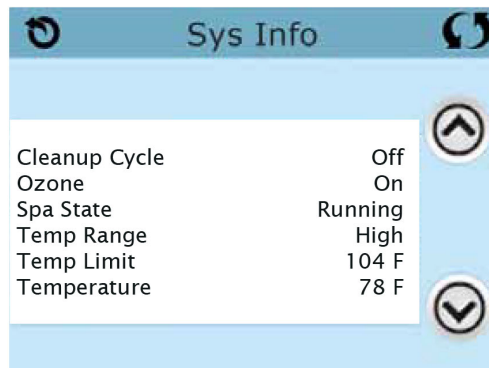 Sys Info
Cleanup Cycle Off
Ozone On
Spa State Running
Temp Range High
Temp Limit 104 F
Temperature 78 F